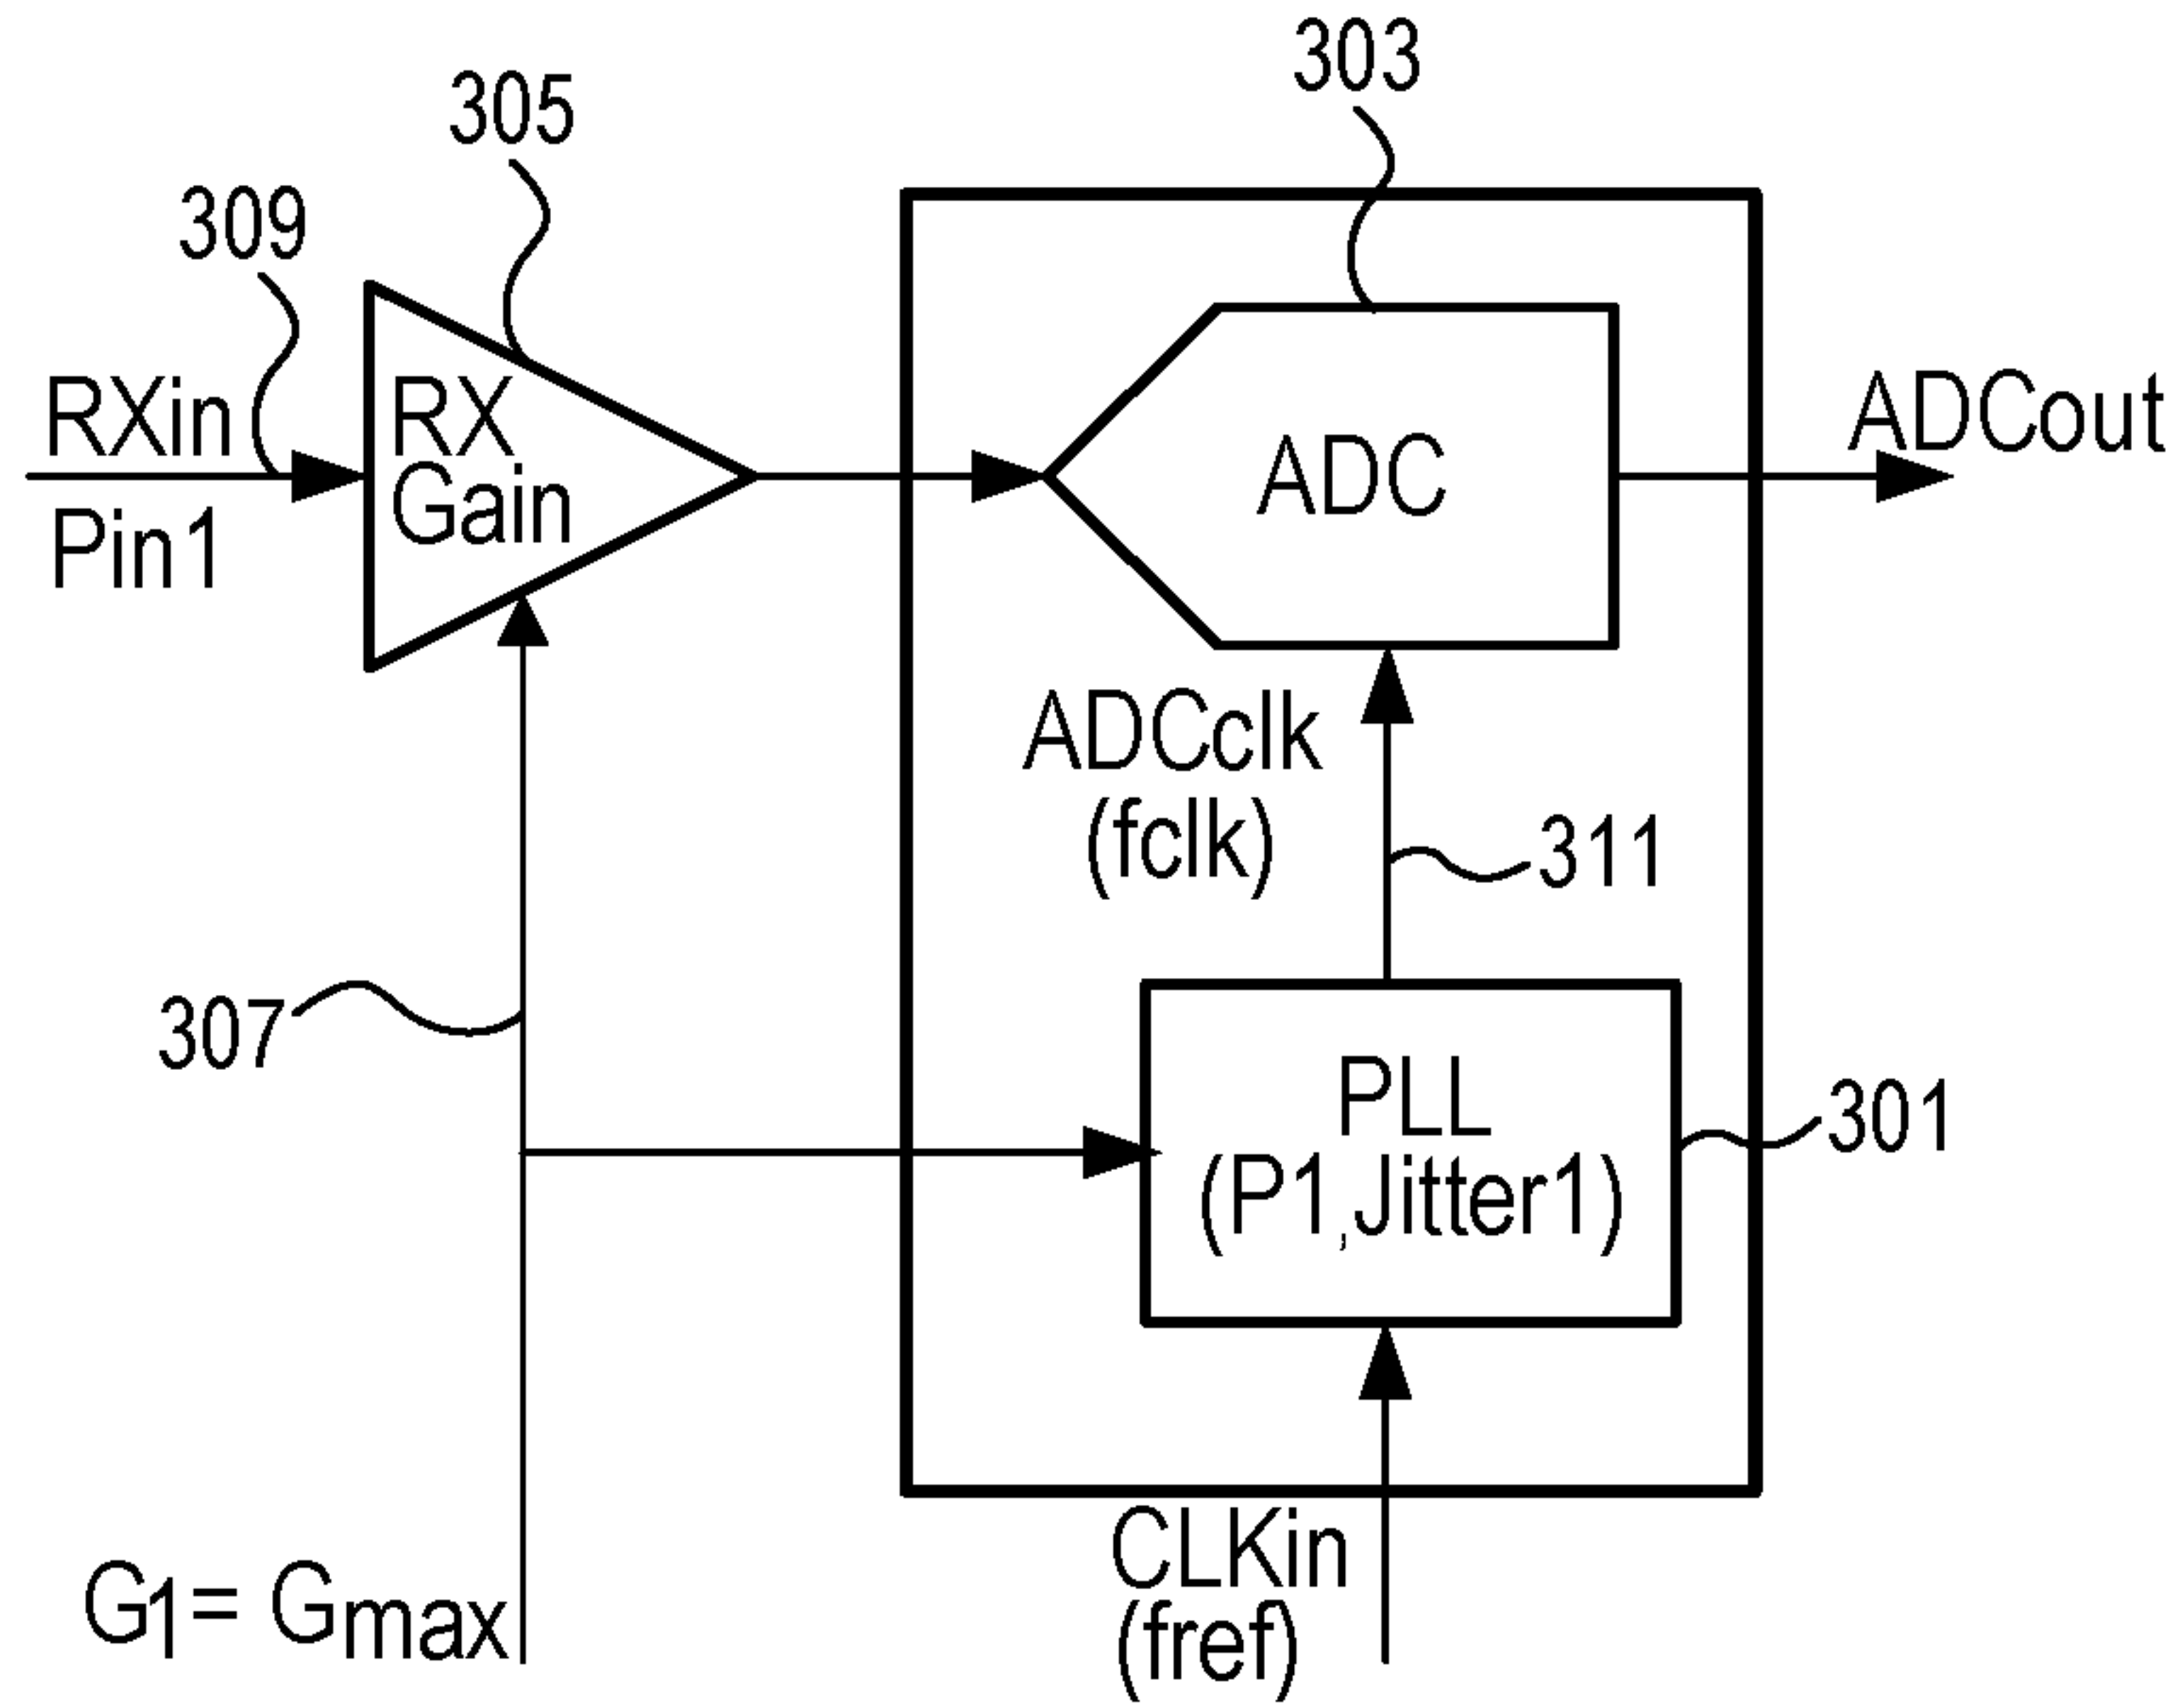 303
305
309
RXin
RX
Gain
Pin1
ADC
ADCout
ADCclk
(fclk)
311
307
PLL
(P1,Jitter1)
301
CLKin
(fref)
G1= Gmax